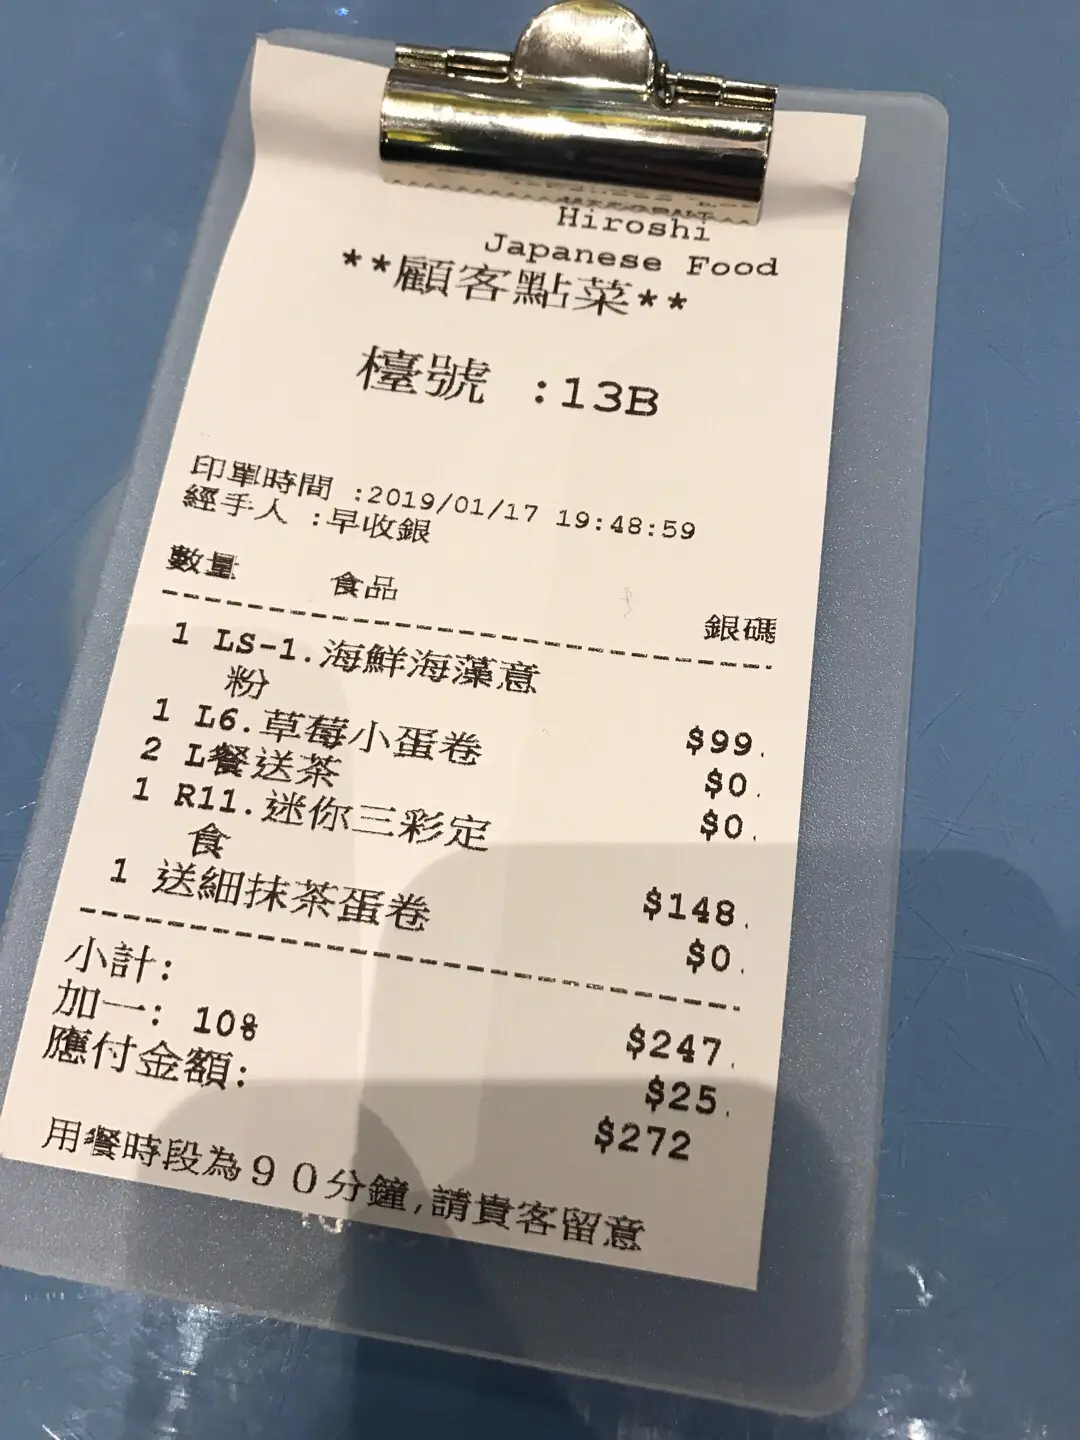 Hiroshi
Japanese Food
**顧客點菜**
檯號 :13B
印單時間 :2019/01/17 19:48:59
經手人 :早收銀
數量 食品 銀碼
1 LS-1.海鮮海藻意
粉 $99.
1 L6.草莓小蛋卷 $0.
2 L餐送茶 $0.
1 R11.迷你三彩定
食 $148.
1 送細抹茶蛋卷 $0.
小計: $247.
加一: 10% $25.
應付金額: $272
用餐時段為90分鐘,請貴客留意